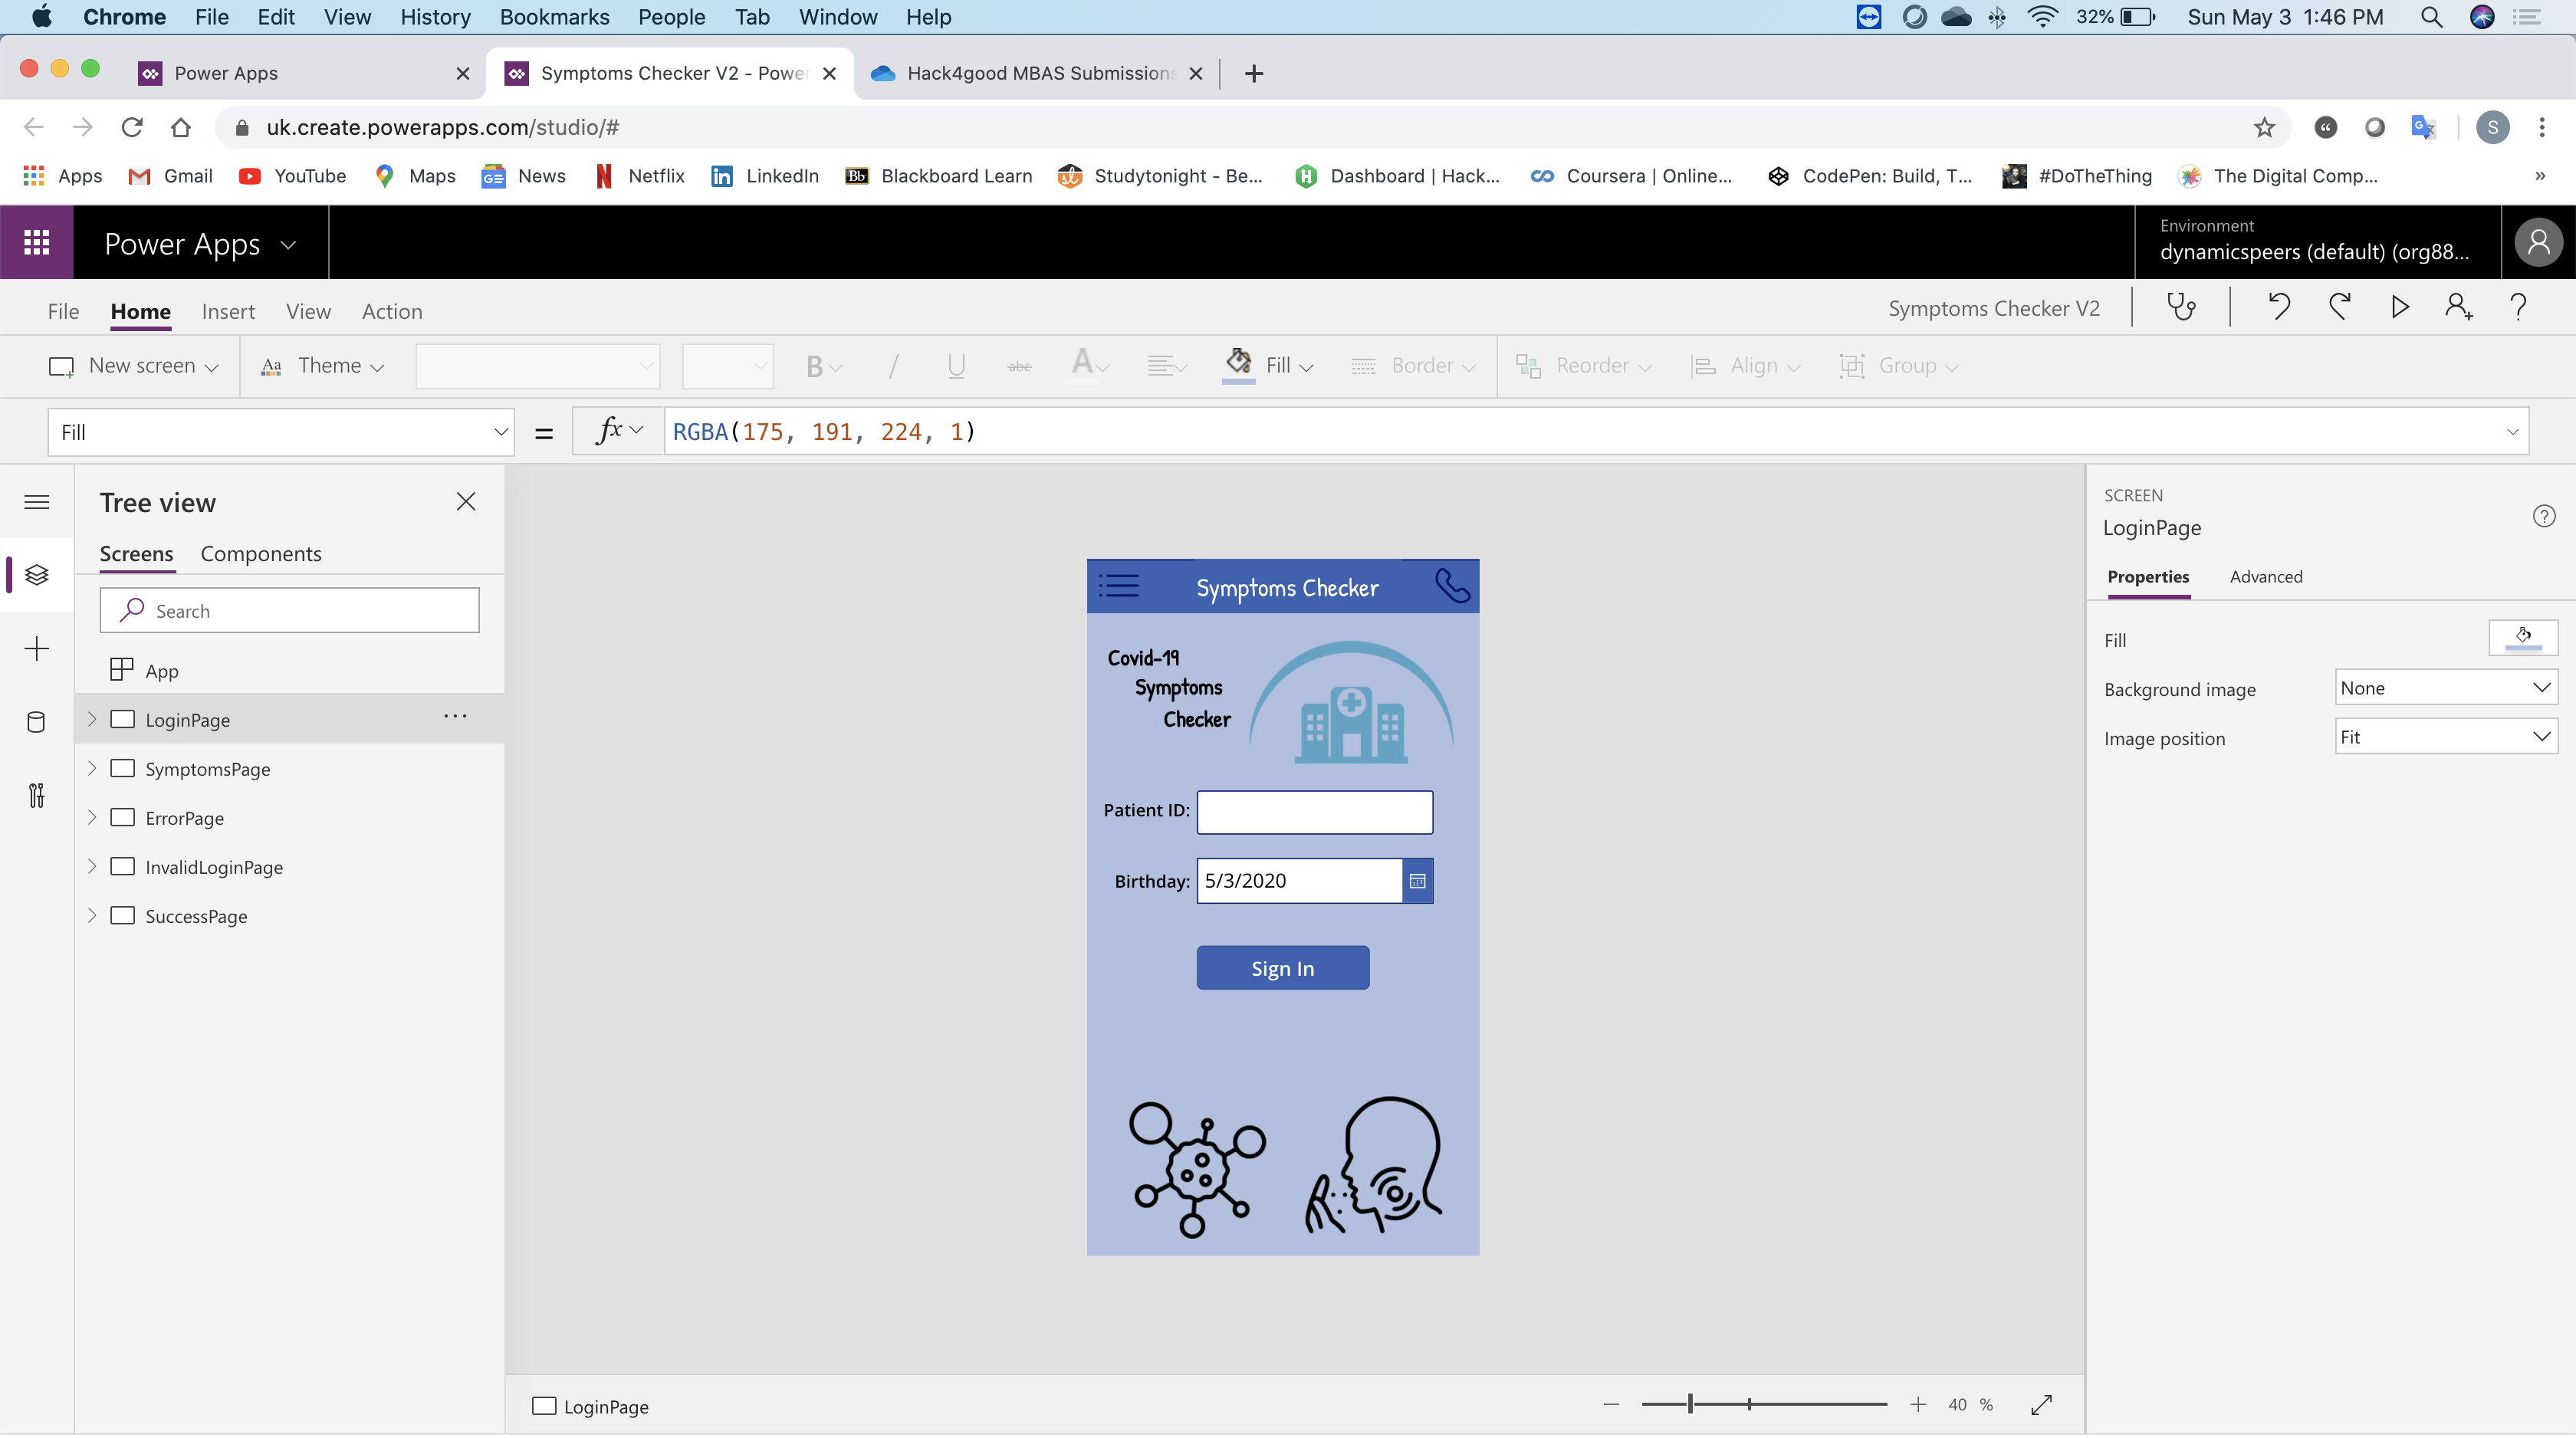 Chrome File Edit View History Bookmarks People Tab Window Help 32% Sun May 3 1:46 PM
Power Apps Symptoms Checker V2 - Power Hack4good MBAS Submissions
uk.create.powerapps.com/studio/# S
Apps Gmail YouTube Maps News Netflix LinkedIn Bb Blackboard Learn Studytonight - Be... Dashboard | Hack... Coursera | Online... CodePen: Build, T... #DoTheThing The Digital Comp... »
Power Apps
Environment
dynamicspeers (default) (org88...
File Home Insert View Action Symptoms Checker V2
New screen Theme B / U abc A Fill Border Reorder Align Group
Fill = fx RGBA(175, 191, 224, 1)
Tree view
Screens Components
Search
App
LoginPage
SymptomsPage
ErrorPage
InvalidLoginPage
SuccessPage
Symptoms Checker
Covid-19
Symptoms
Checker
Patient ID:
Birthday: 5/3/2020
Sign In
LoginPage 40 %
SCREEN
LoginPage
Properties Advanced
Fill
Background image None
Image position Fit